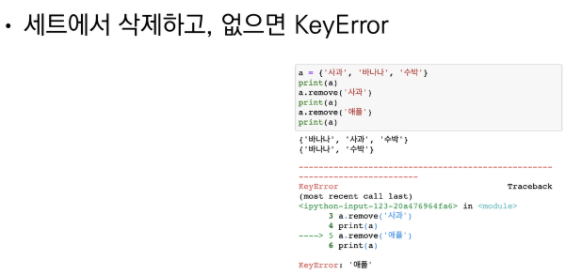 • 세트에서 삭제하고, 없으면 KeyError
a = {'사과', '바나나', '수박'}
print(a)
a.remove('사과')
print(a)
a.remove('애플')
print(a)
{'바나나', '사과', '수박'}
{'바나나', '수박'}
---------------------------------------------------------------------------
KeyError Traceback
(most recent call last)
<ipython-input-123-20a676964fa6> in <module>
3 a.remove('사과')
4 print(a)
----> 5 a.remove('애플')
6 print(a)
KeyError: '애플'